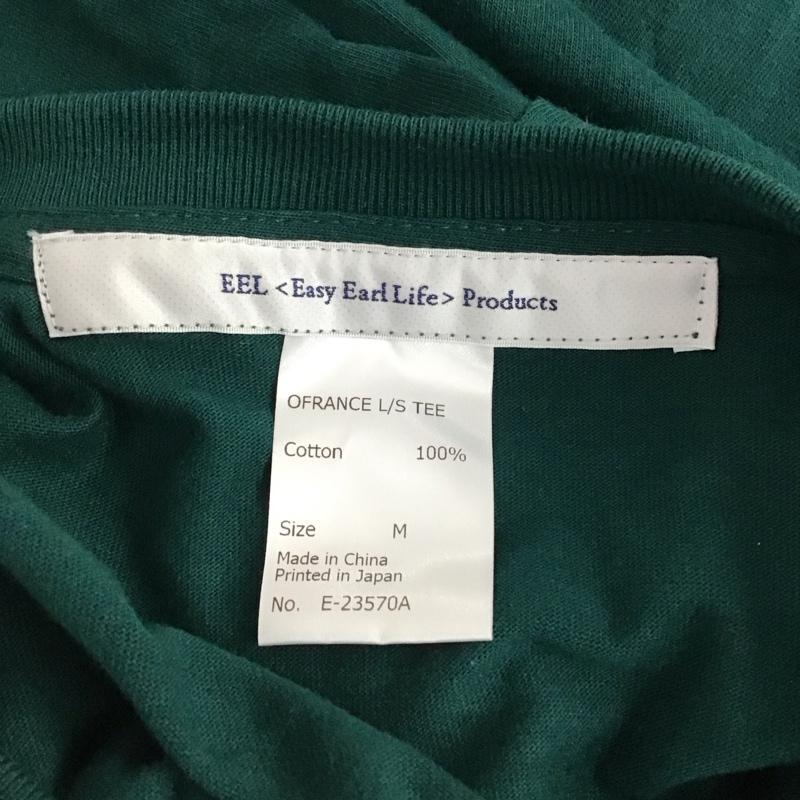 EEL <Easy Earl Life> Products
OFRANCE L/S TEE
Cotton 100%
Size M
Made in China
Printed in Japan
No. E-23570A